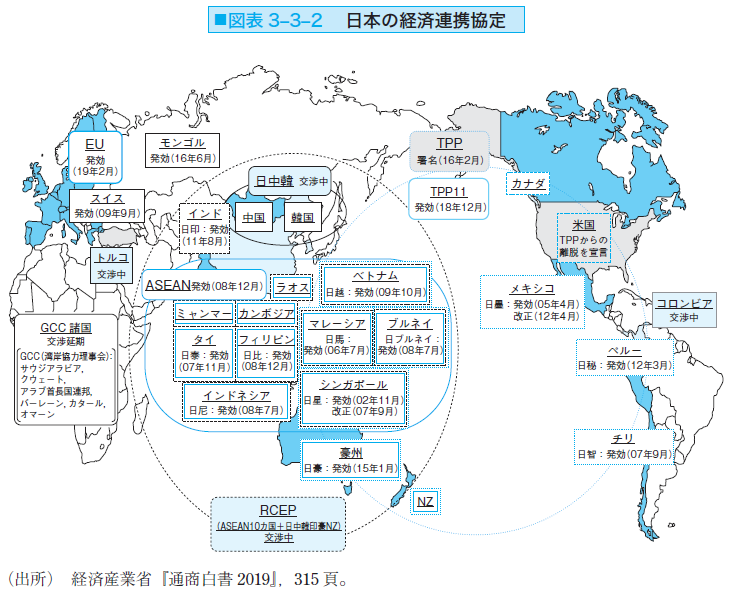 ■図表 3–3–2　日本の経済連携協定
EU
発効
(19年2月)
モンゴル
発効(16年6月)
スイス
発効(09年9月)
トルコ
交渉中
GCC 諸国
交渉延期
GCC(湾岸協力理事会):
サウジアラビア,
クウェート,
アラブ首長国連邦,
バーレーン, カタール,
オマーン
日中韓 交渉中
中国
韓国
インド
日印：発効
(11年8月)
ASEAN発効(08年12月)
ラオス
ベトナム
日越：発効(09年10月)
ミャンマー
カンボジア
タイ
日泰：発効
(07年11月)
フィリピン
日比：発効
(08年12月)
マレーシア
日馬：
発効(06年7月)
ブルネイ
日ブルネイ：
発効(08年7月)
インドネシア
日尼：発効(08年7月)
シンガポール
日星：発効(02年11月)
改正(07年9月)
豪州
日豪：発効(15年1月)
NZ
RCEP
(ASEAN10カ国＋日中韓印豪NZ)
交渉中
TPP
署名(16年2月)
TPP11
発効(18年12月)
カナダ
米国
TPPからの
離脱を宣言
メキシコ
日墨：発効(05年4月)
改正(12年4月)
コロンビア
交渉中
ペルー
日秘：発効(12年3月)
チリ
日智：発効(07年9月)
（出所）　経済産業省『通商白書 2019』，315 頁。